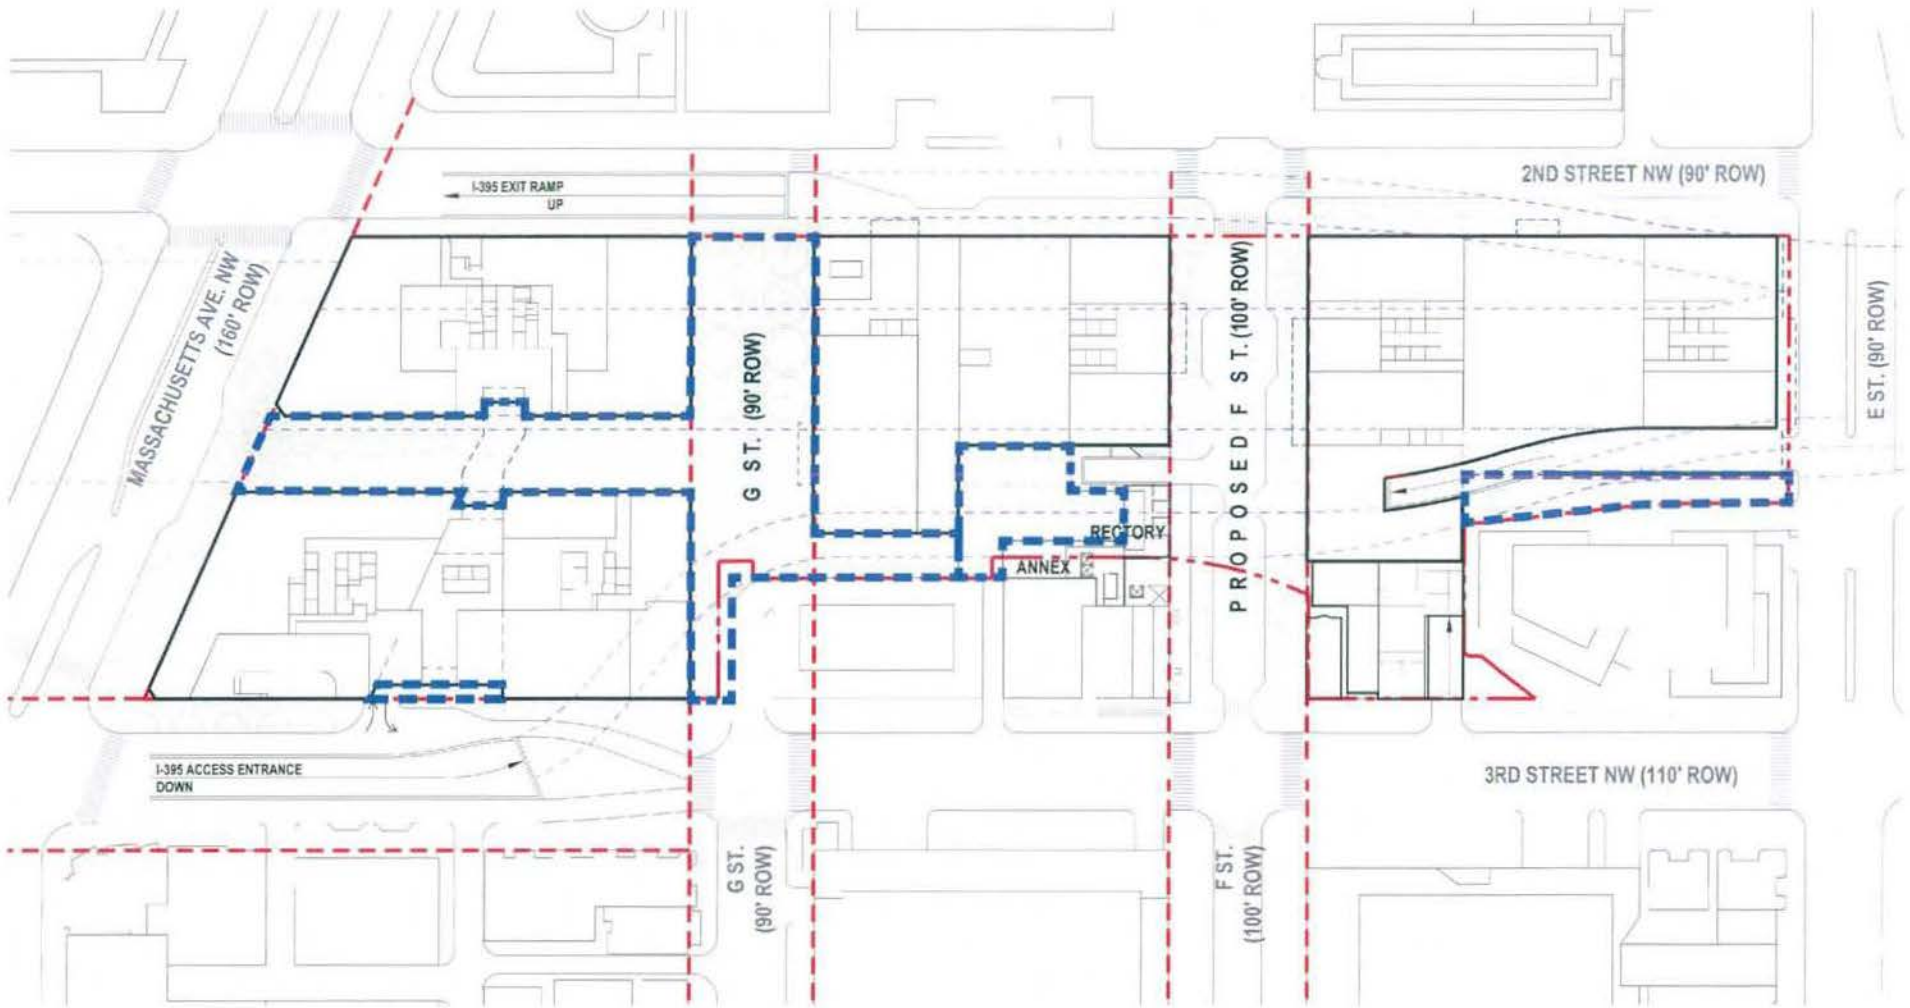 2ND STREET NW (90' ROW)
I-395 EXIT RAMP
UP
MASSACHUSETTS AVE. NW
(160' ROW)
G ST. (90' ROW)
PROPOSED F ST. (100' ROW)
E ST. (90' ROW)
RECTORY
ANNEX
I-395 ACCESS ENTRANCE
DOWN
3RD STREET NW (110' ROW)
G ST.
(90' ROW)
F ST.
(100' ROW)